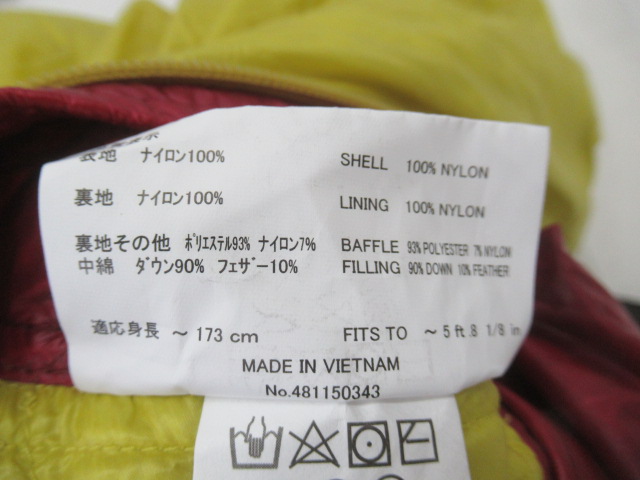 表地 ナイロン100% SHELL 100% NYLON
裏地 ナイロン100% LINING 100% NYLON
裏地その他 ポリエステル93% ナイロン7% BAFFLE 93% POLYESTER 7% NYLON
中綿 ダウン90% フェザー10% FILLING 90% DOWN 10% FEATHER
適応身長 ～ 173 cm FITS TO ～ 5 ft .8 1/8 in
MADE IN VIETNAM
No.481150343